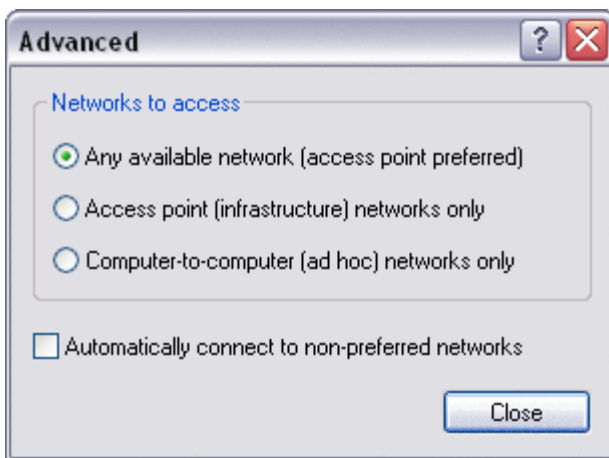 Advanced
Networks to access
Any available network (access point preferred)
Access point (infrastructure) networks only
Computer-to-computer (ad hoc) networks only
Automatically connect to non-preferred networks
Close